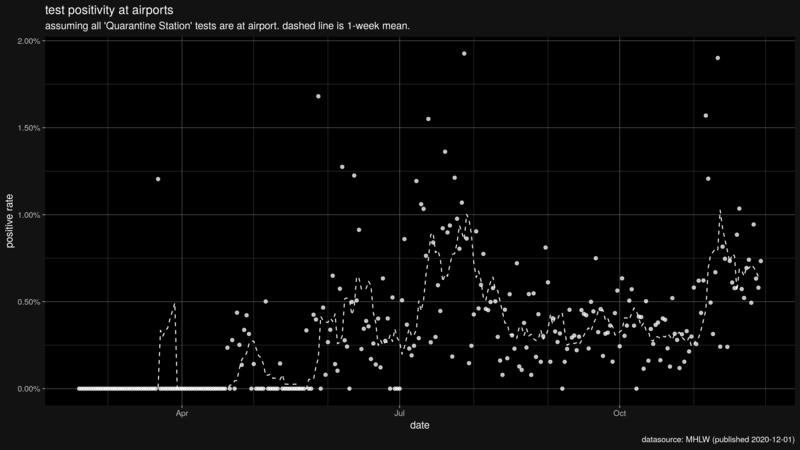 test positivity at airports
assuming all 'Quarantine Station' tests are at airport. dashed line is 1-week mean.
2.00%
1.50%
1.00%
0.50%
0.00%
positive rate
Apr
Jul
Oct
date
datasource: MHLW (published 2020-12-01)